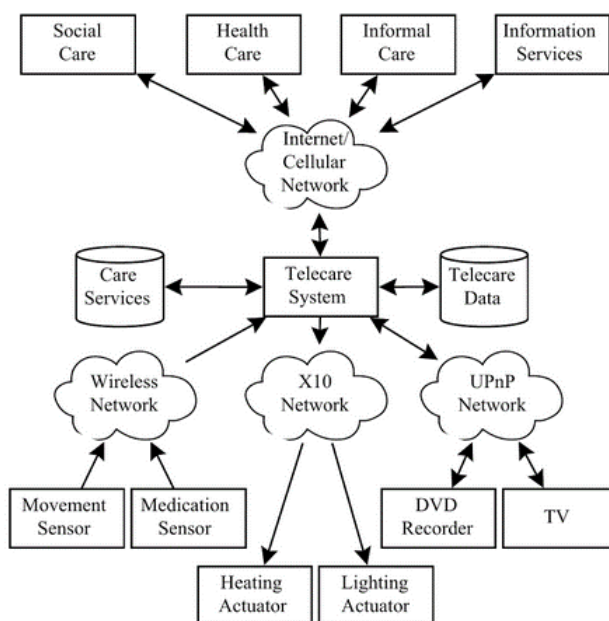 Social
Care
Health
Care
Informal
Care
Information
Services
Internet/
Cellular
Network
Care
Services
Telecare
System
Telecare
Data
Wireless
Network
X10
Network
UPnP
Network
Movement
Sensor
Medication
Sensor
DVD
Recorder
TV
Heating
Actuator
Lighting
Actuator